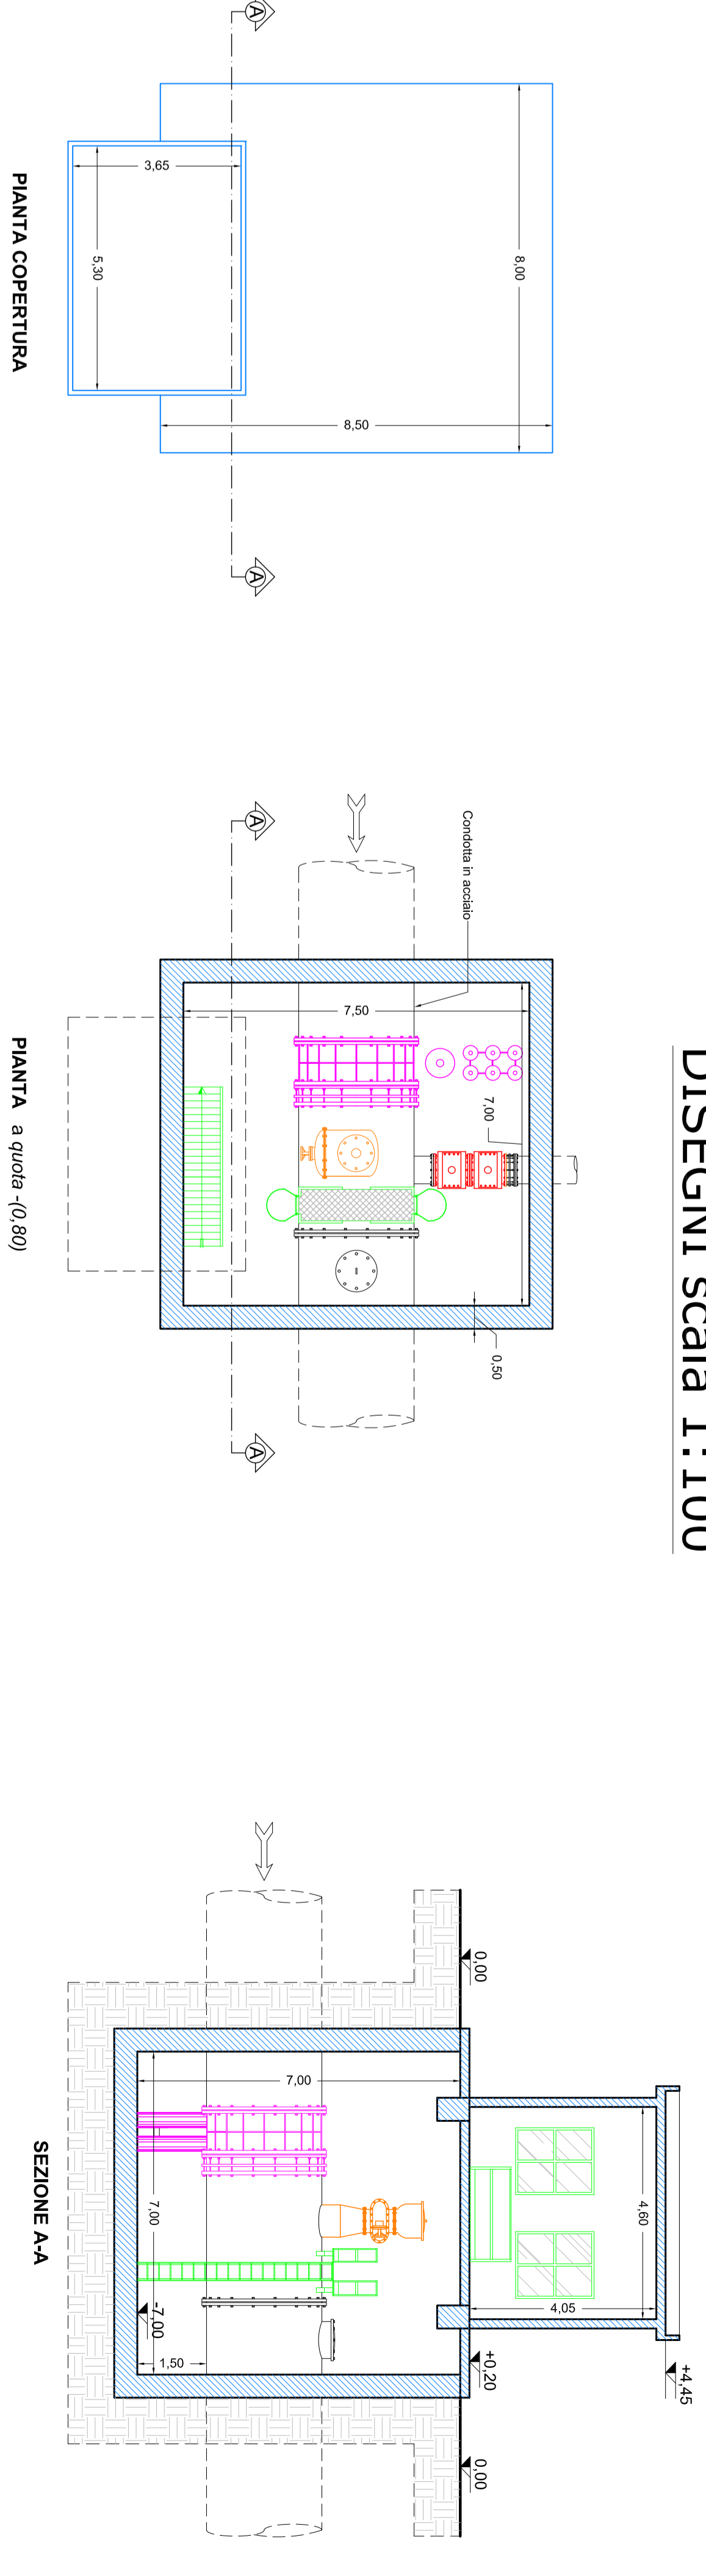 DISEGNI scala 1:100
A
A
3,65
5,30
8,00
8,50
PIANTA COPERTURA
A
A
Condotta in acciaio
7,50
7,00
0,50
PIANTA a quota -(0,80)
0,00
+4,45
4,60
4,05
+0,20
0,00
7,00
7,00
-7,00
1,50
SEZIONE A-A